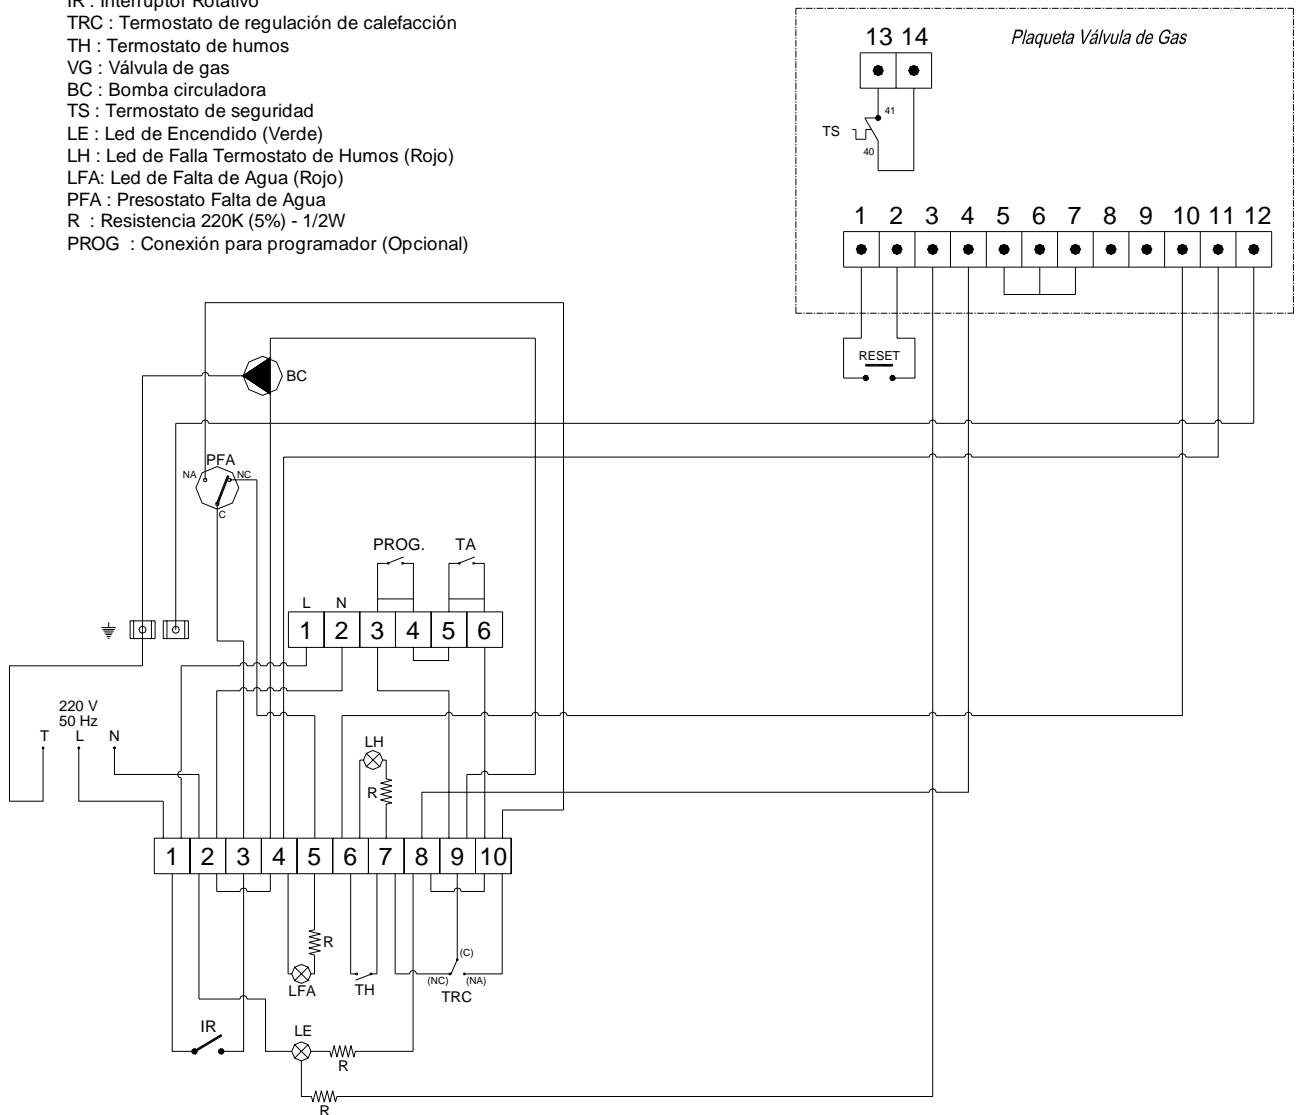 IR : Interruptor Rotativo
TRC : Termostato de regulación de calefacción
TH : Termostato de humos
VG : Válvula de gas
BC : Bomba circuladora
TS : Termostato de seguridad
LE : Led de Encendido (Verde)
LH : Led de Falla Termostato de Humos (Rojo)
LFA: Led de Falta de Agua (Rojo)
PFA : Presostato Falta de Agua
R : Resistencia 220K (5%) - 1/2W
PROG : Conexión para programador (Opcional)
13 14
Plaqueta Válvula de Gas
41
TS
40
1 2 3 4 5 6 7 8 9 10 11 12
RESET
BC
PFA
NA
NC
C
PROG.
TA
L N
1 2 3 4 5 6
220 V
50 Hz
T L N
LH
R
1 2 3 4 5 6 7 8 9 10
R
LFA
TH
(C)
(NC)
(NA)
TRC
IR
LE
R
R